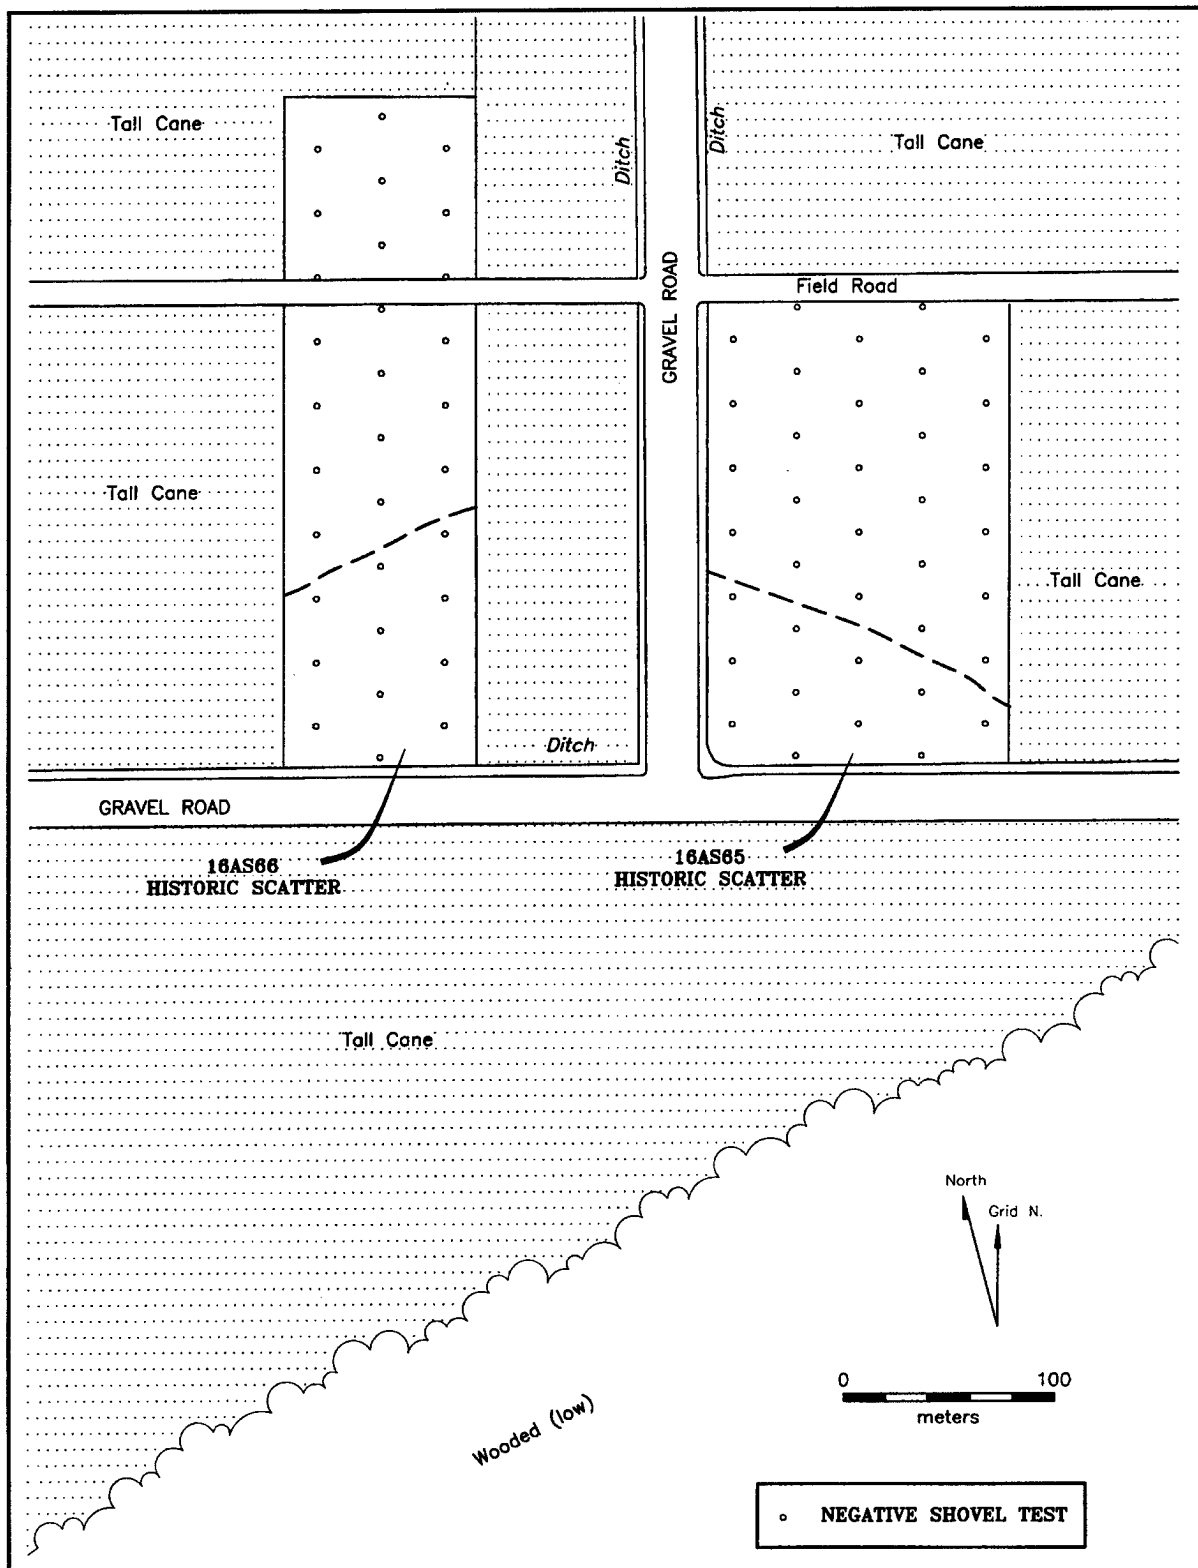 Tall Cane
Ditch
Ditch
Tall Cane
GRAVEL ROAD
Field Road
Tall Cane
Tall Cane
Ditch
GRAVEL ROAD
16AS66
HISTORIC SCATTER
16AS65
HISTORIC SCATTER
Tall Cane
North
Grid N.
0 100
meters
Wooded (low)
NEGATIVE SHOVEL TEST